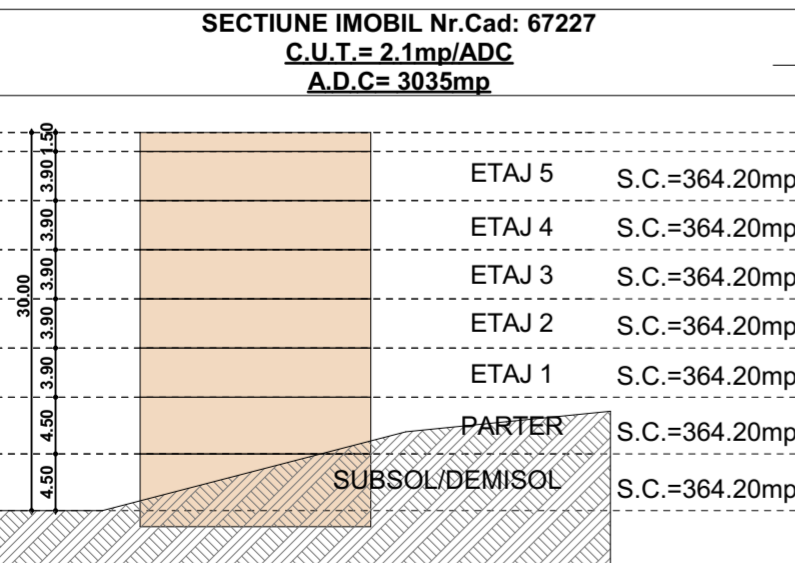 SECTIUNE IMOBIL Nr.Cad: 67227
C.U.T.= 2.1mp/ADC
A.D.C= 3035mp
1.50
3.90 ETAJ 5 S.C.=364.20mp
3.90 ETAJ 4 S.C.=364.20mp
3.90 ETAJ 3 S.C.=364.20mp
30.00
3.90 ETAJ 2 S.C.=364.20mp
3.90 ETAJ 1 S.C.=364.20mp
4.50 PARTER S.C.=364.20mp
4.50 SUBSOL/DEMISOL S.C.=364.20mp